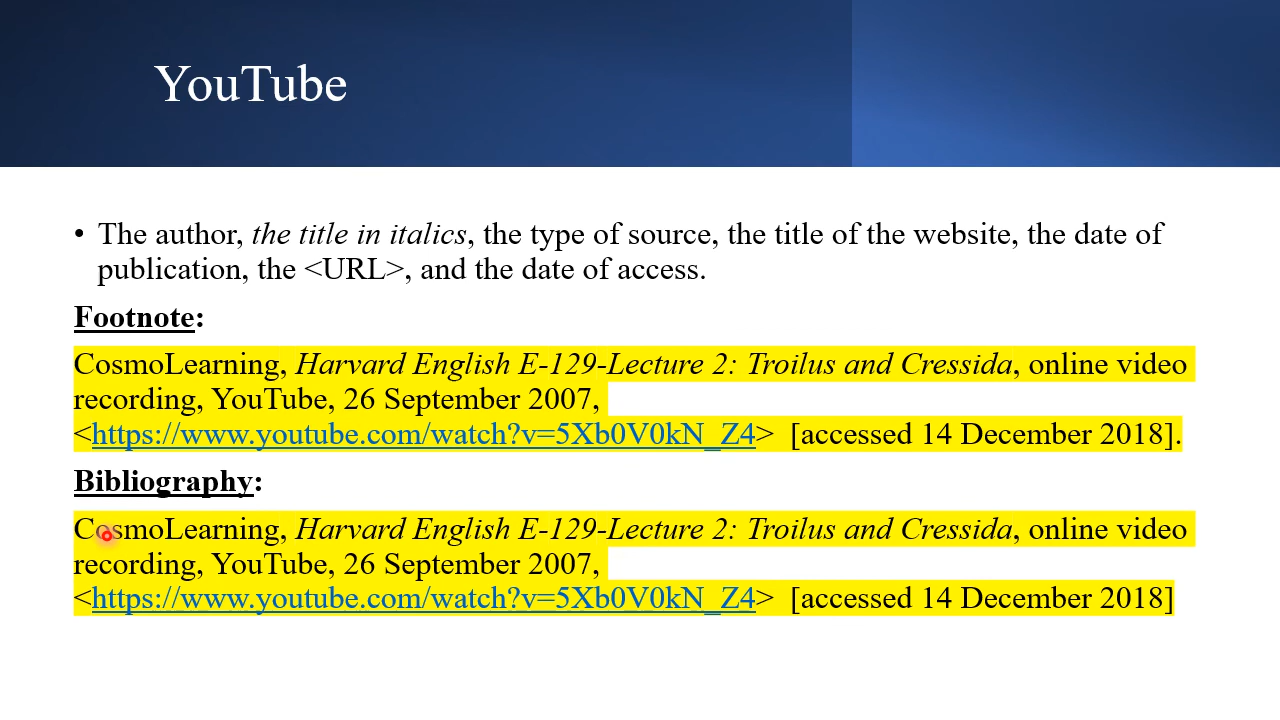 YouTube
• The author, the title in italics, the type of source, the title of the website, the date of
publication, the <URL>, and the date of access.
Footnote:
CosmoLearning, Harvard English E-129-Lecture 2: Troilus and Cressida, online video
recording, YouTube, 26 September 2007,
<https://www.youtube.com/watch?v=5Xb0V0kN_Z4> [accessed 14 December 2018].
Bibliography:
CosmoLearning, Harvard English E-129-Lecture 2: Troilus and Cressida, online video
recording, YouTube, 26 September 2007,
<https://www.youtube.com/watch?v=5Xb0V0kN_Z4> [accessed 14 December 2018]